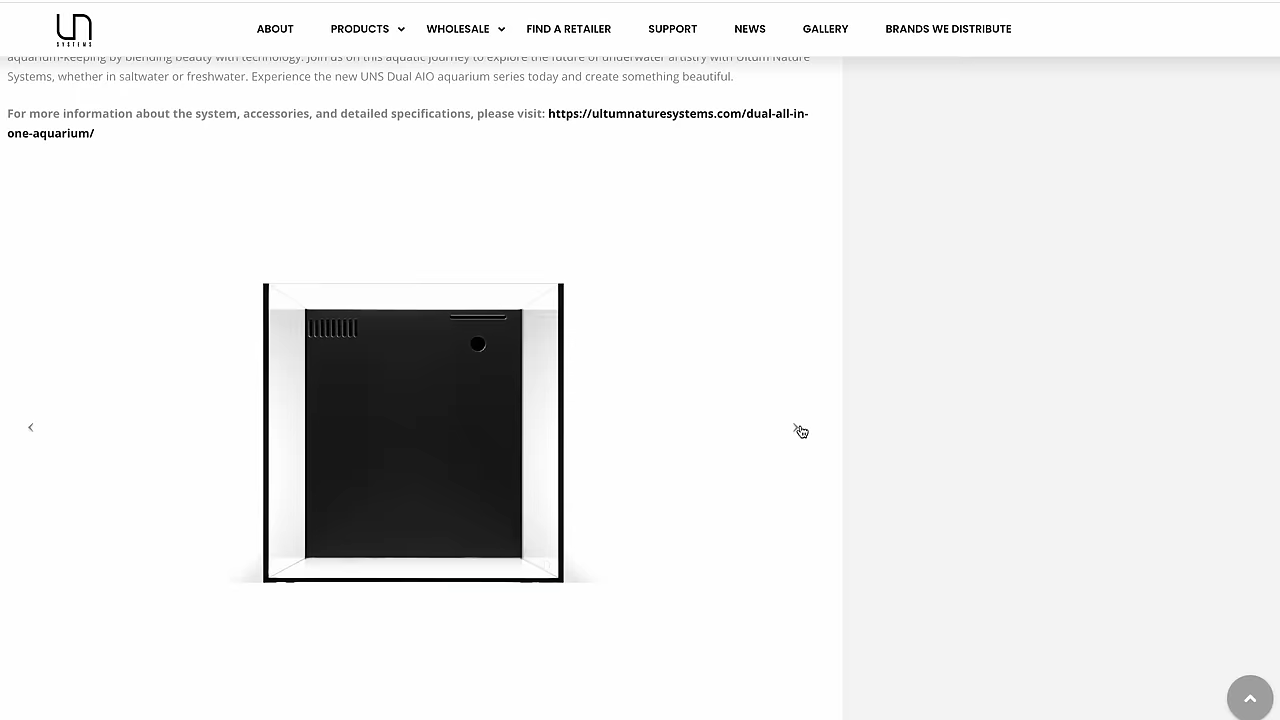 un
SYSTEMS
ABOUT PRODUCTS WHOLESALE FIND A RETAILER SUPPORT NEWS GALLERY BRANDS WE DISTRIBUTE
aquarium-keeping by blending beauty with technology. Join us on this aquatic journey to explore the future of underwater artistry with Ultum Nature
Systems, whether in saltwater or freshwater. Experience the new UNS Dual AIO aquarium series today and create something beautiful.
For more information about the system, accessories, and detailed specifications, please visit: https://ultumnaturesystems.com/dual-all-in-
one-aquarium/